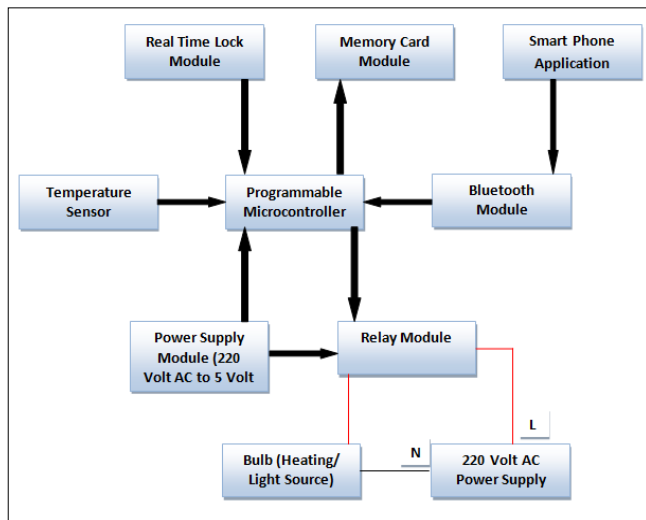 Real Time Lock
Module
Memory Card
Module
Smart Phone
Application
Temperature
Sensor
Programmable
Microcontroller
Bluetooth
Module
Power Supply
Module (220
Volt AC to 5 Volt
Relay Module
L
N
Bulb (Heating/
Light Source)
220 Volt AC
Power Supply